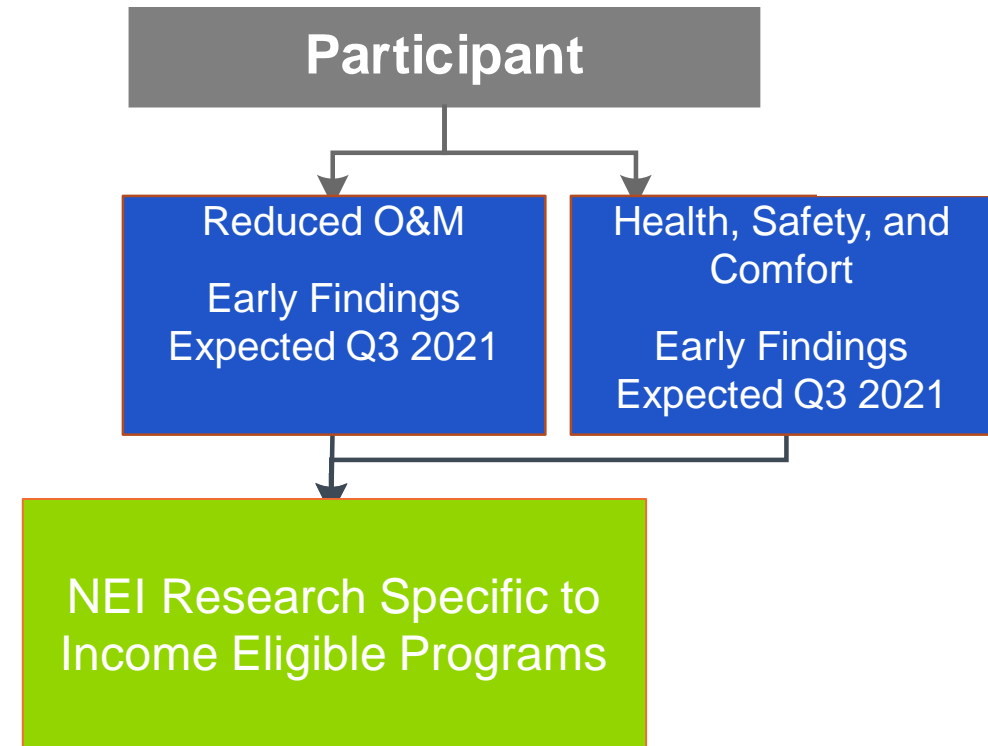 Participant
Reduced O&M
Early Findings
Expected Q3 2021
Health, Safety, and
Comfort
Early Findings
Expected Q3 2021
NEI Research Specific to
Income Eligible Programs